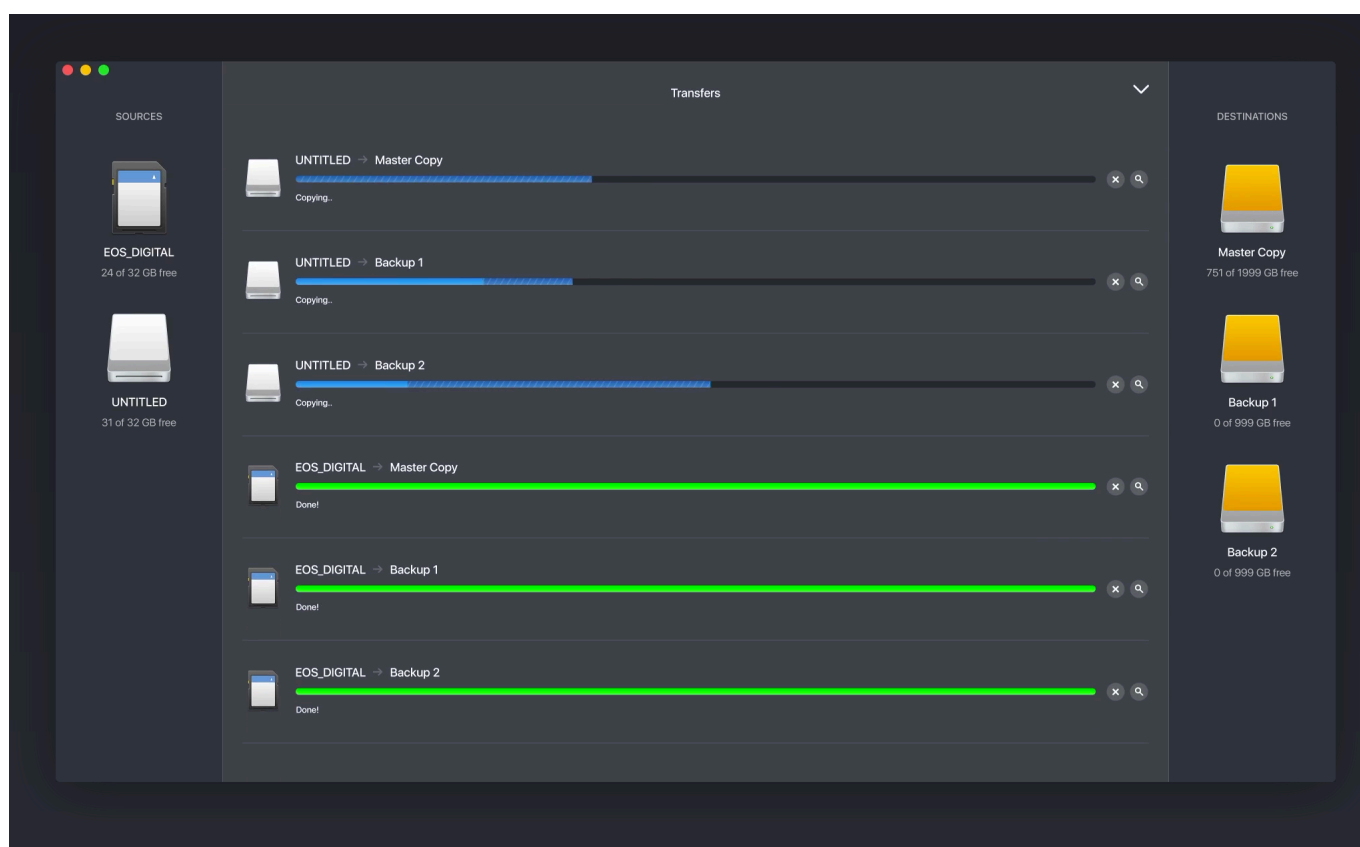 SOURCES
EOS_DIGITAL
24 of 32 GB free
UNTITLED
31 of 32 GB free
Transfers
UNTITLED → Master Copy
Copying..
UNTITLED → Backup 1
Copying..
UNTITLED → Backup 2
Copying..
EOS_DIGITAL → Master Copy
Done!
EOS_DIGITAL → Backup 1
Done!
EOS_DIGITAL → Backup 2
Done!
DESTINATIONS
Master Copy
751 of 1999 GB free
Backup 1
0 of 999 GB free
Backup 2
0 of 999 GB free